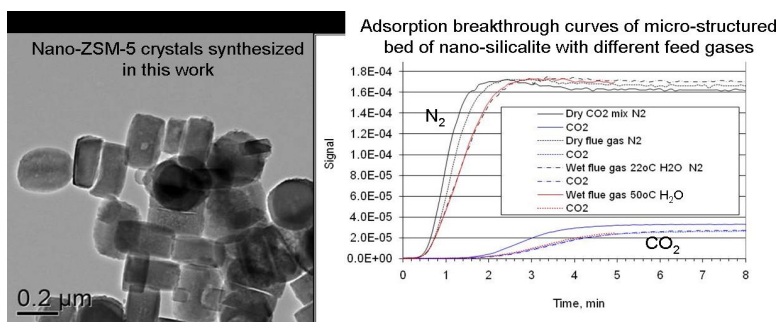 Nano-ZSM-5 crystals synthesized
in this work
0.2 µm
Adsorption breakthrough curves of micro-structured
bed of nano-silicalite with different feed gases
1.8E-04
1.6E-04
1.4E-04
1.2E-04
1.0E-04
8.0E-05
6.0E-05
4.0E-05
2.0E-05
0.0E+00
Signal
N₂
Dry CO2 mix N2
CO2
Dry flue gas N2
CO2
Wet flue gas 22oC H2O N2
CO2
Wet flue gas 50oC H₂O
CO2
CO₂
0 1 2 3 4 5 6 7 8
Time, min